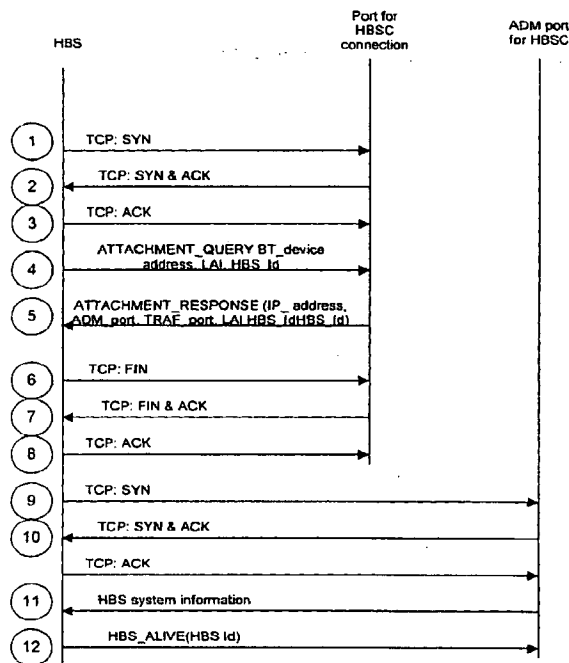 HBS
Port for
HBSC
connection
ADM port
for HBSC
1
TCP: SYN
2
TCP: SYN & ACK
3
TCP: ACK
4
ATTACHMENT_QUERY BT_device
address, LAI, HBS_Id
5
ATTACHMENT_RESPONSE (IP_ address,
ADM_port, TRAF_port, LAI HBS_IdHBS_Id)
6
TCP: FIN
7
TCP: FIN & ACK
8
TCP: ACK
9
TCP: SYN
10
TCP: SYN & ACK
TCP: ACK
11
HBS system information
12
HBS_ALIVE(HBS Id)